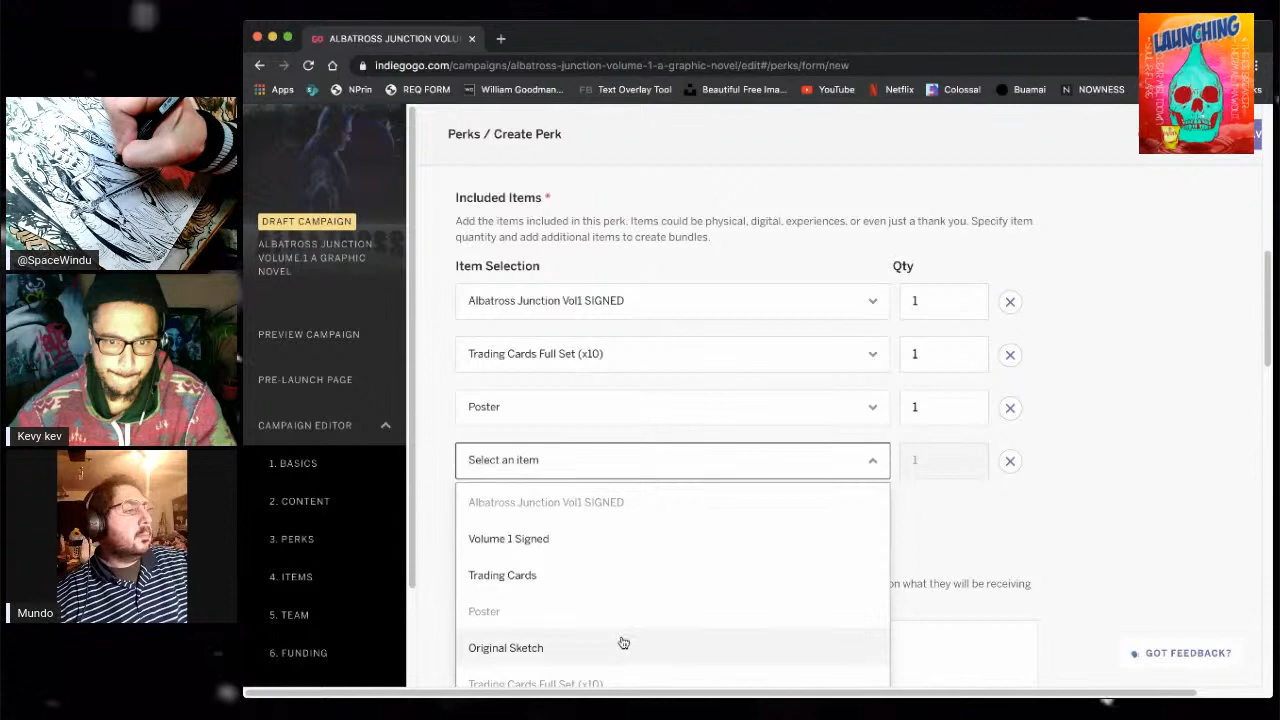 ALBATROSS JUNCTION VOLU
indiegogo.com/campaigns/albatross-junction-volume-1-a-graphic-novel/edit#/perks/form/new
Apps
NPrin
REQ FORM
William Goodman...
Text Overlay Tool
Beautiful Free Ima...
YouTube
Netflix
Colossal
Buamai
NOWNESS
LAUNCHING
@SpaceWindu
Kevy kev
Mundo
DRAFT CAMPAIGN
ALBATROSS JUNCTION
VOLUME.1 A GRAPHIC
NOVEL
PREVIEW CAMPAIGN
PRE-LAUNCH PAGE
CAMPAIGN EDITOR
1. BASICS
2. CONTENT
3. PERKS
4. ITEMS
5. TEAM
6. FUNDING
Perks / Create Perk
Included Items *
Add the items included in this perk. Items could be physical, digital, experiences, or even just a thank you. Specify item
quantity and add additional items to create bundles.
Item Selection
Qty
Albatross Junction Vol1 SIGNED
1
Trading Cards Full Set (x10)
1
Poster
1
Select an item
1
Albatross Junction Vol1 SIGNED
Volume 1 Signed
Trading Cards
on what they will be receiving
Poster
Original Sketch
Trading Cards Full Set (x10)
GOT FEEDBACK?